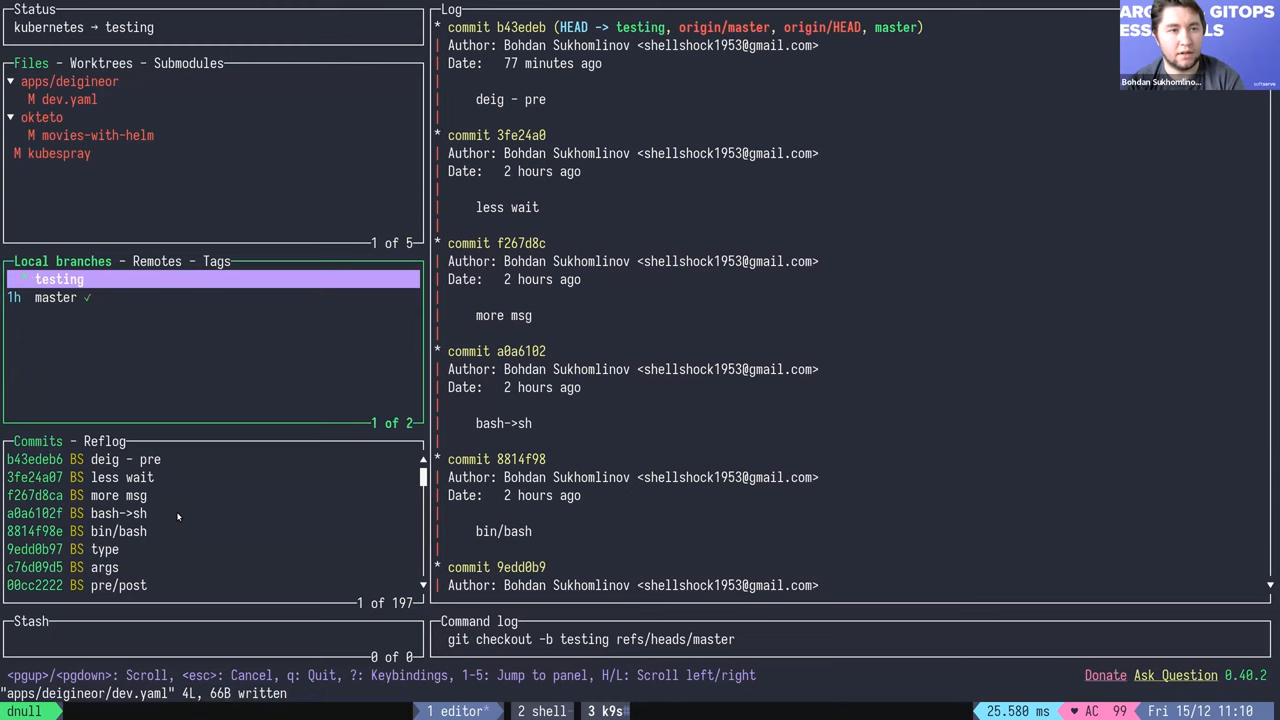 Status
kubernetes → testing
Files - Worktrees - Submodules
▼ apps/deigineor
M dev.yaml
▼ okteto
M movies-with-helm
M kubespray
1 of 5
Local branches - Remotes - Tags
* testing
1h master ✓
1 of 2
Commits - Reflog
b43edeb6 BS deig - pre
3fe24a07 BS less wait
f267d8ca BS more msg
a0a6102f BS bash->sh
8814f98e BS bin/bash
9edd0b97 BS type
c76d09d5 BS args
00cc2222 BS pre/post
1 of 197
Stash
0 of 0
Log
* commit b43edeb (HEAD -> testing, origin/master, origin/HEAD, master)
| Author: Bohdan Sukhomlinov <shellshock1953@gmail.com>
| Date: 77 minutes ago
|
| deig - pre
|
* commit 3fe24a0
| Author: Bohdan Sukhomlinov <shellshock1953@gmail.com>
| Date: 2 hours ago
|
| less wait
|
* commit f267d8c
| Author: Bohdan Sukhomlinov <shellshock1953@gmail.com>
| Date: 2 hours ago
|
| more msg
|
* commit a0a6102
| Author: Bohdan Sukhomlinov <shellshock1953@gmail.com>
| Date: 2 hours ago
|
| bash->sh
|
* commit 8814f98
| Author: Bohdan Sukhomlinov <shellshock1953@gmail.com>
| Date: 2 hours ago
|
| bin/bash
|
* commit 9edd0b9
| Author: Bohdan Sukhomlinov <shellshock1953@gmail.com>
Command log
git checkout -b testing refs/heads/master
<pgup>/<pgdown>: Scroll, <esc>: Cancel, q: Quit, ?: Keybindings, 1-5: Jump to panel, H/L: Scroll left/right
Donate Ask Question 0.40.2
"apps/deigineor/dev.yaml" 4L, 66B written
dnull
1 editor*
2 shell-
3 k9s#
25.580 ms
♥ AC 99
Fri 15/12 11:10
GITOPS
Bohdan Sukhomlino...
softserve